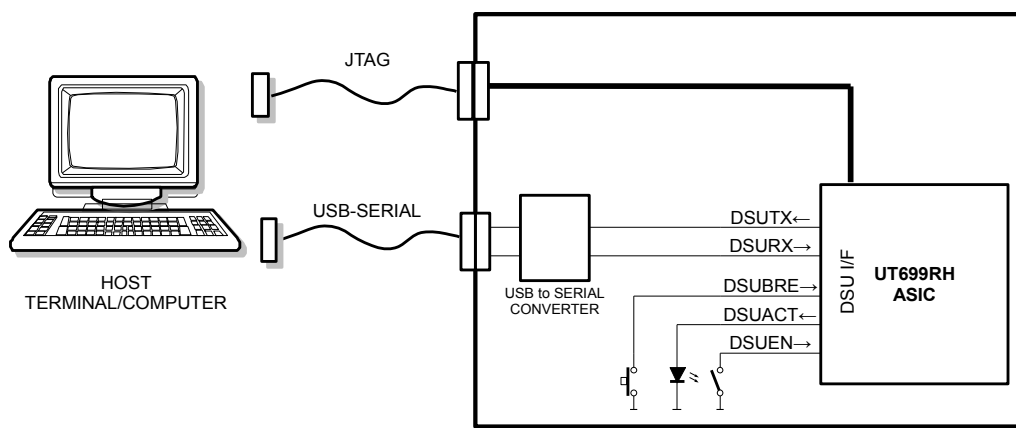 JTAG
USB-SERIAL
HOST
TERMINAL/COMPUTER
USB to SERIAL
CONVERTER
DSUTX←
DSURX→
DSUBRE→
DSUACT←
DSUEN→
DSU I/F
UT699RH
ASIC